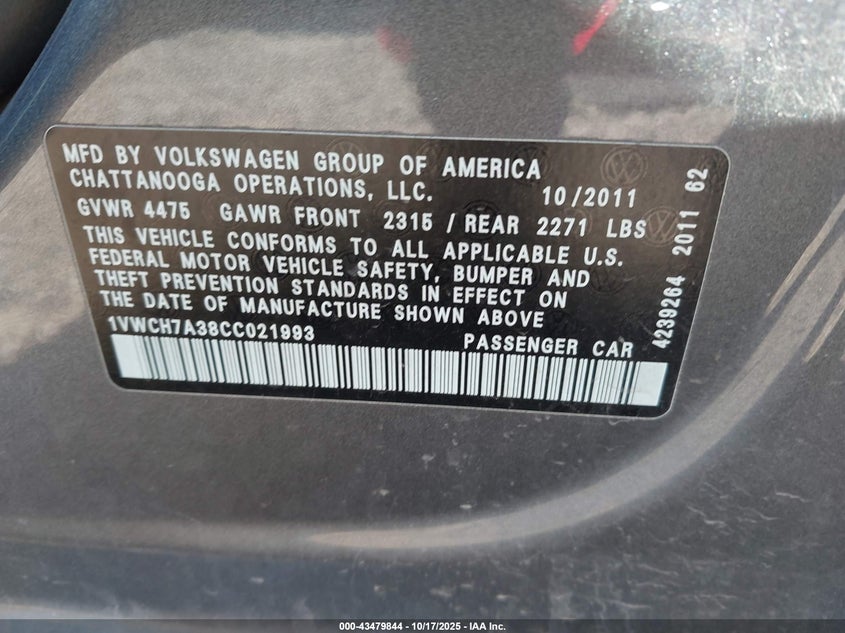 MFD BY VOLKSWAGEN GROUP OF AMERICA
CHATTANOOGA OPERATIONS, LLC. 10/2011
GVWR 4475 GAWR FRONT 2315 / REAR 2271 LBS
THIS VEHICLE CONFORMS TO ALL APPLICABLE U.S.
FEDERAL MOTOR VEHICLE SAFETY, BUMPER AND
THEFT PREVENTION STANDARDS IN EFFECT ON
THE DATE OF MANUFACTURE SHOWN ABOVE
1VWCH7A38CC021993 PASSENGER CAR
4239264 2011 62
000-43479844 | 10/17/2025 | IAA Inc.